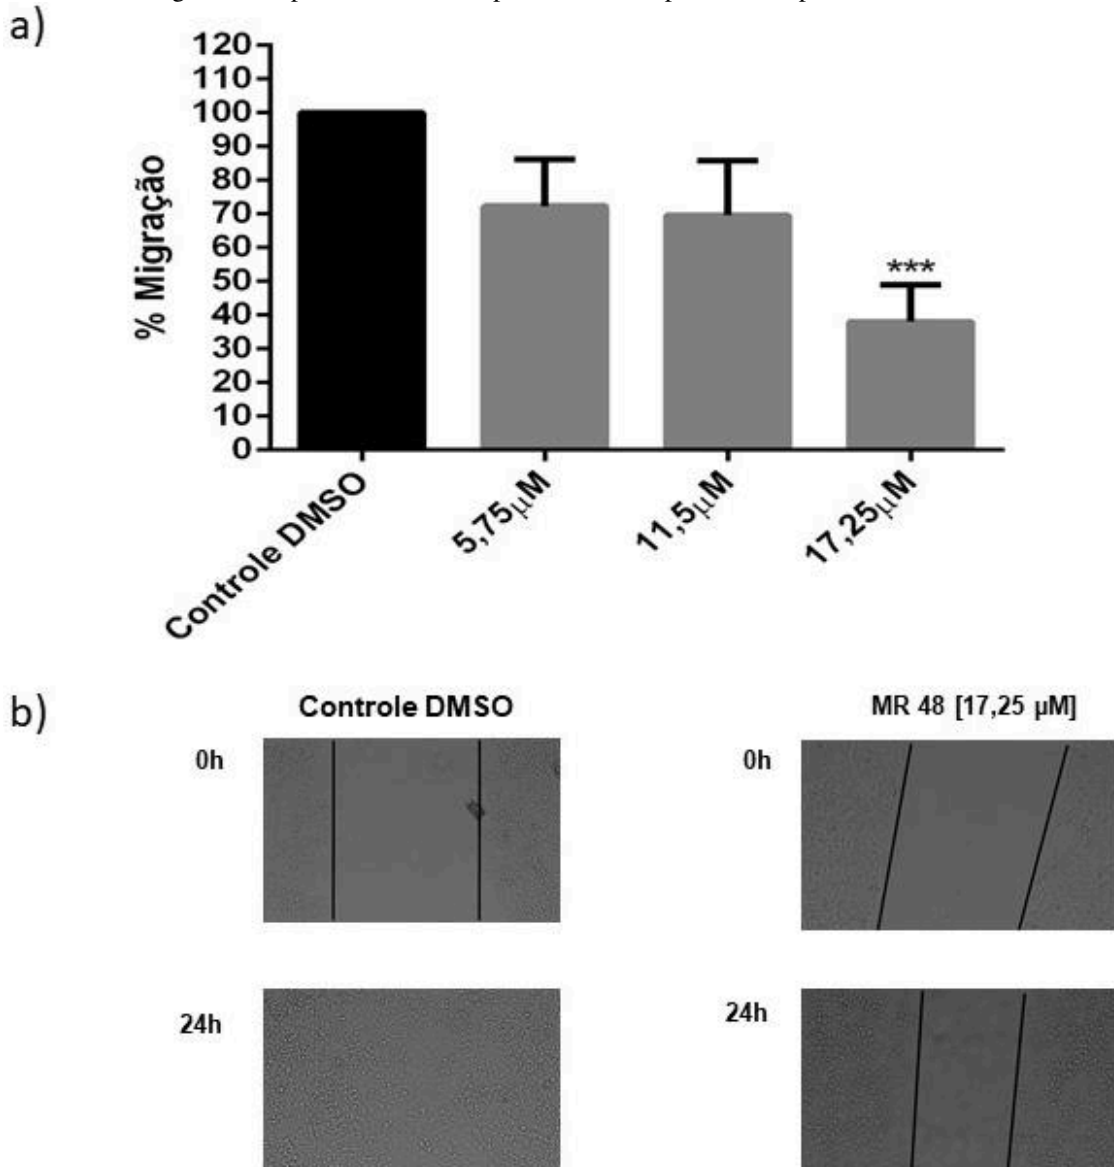 a)
120
110
100
90
80
70
60
50
40
30
20
10
0
% Migração
***
Controle DMSO
5,75μM
11,5μM
17,25μM
b)
Controle DMSO
MR 48 [17,25 μM]
0h
0h
24h
24h